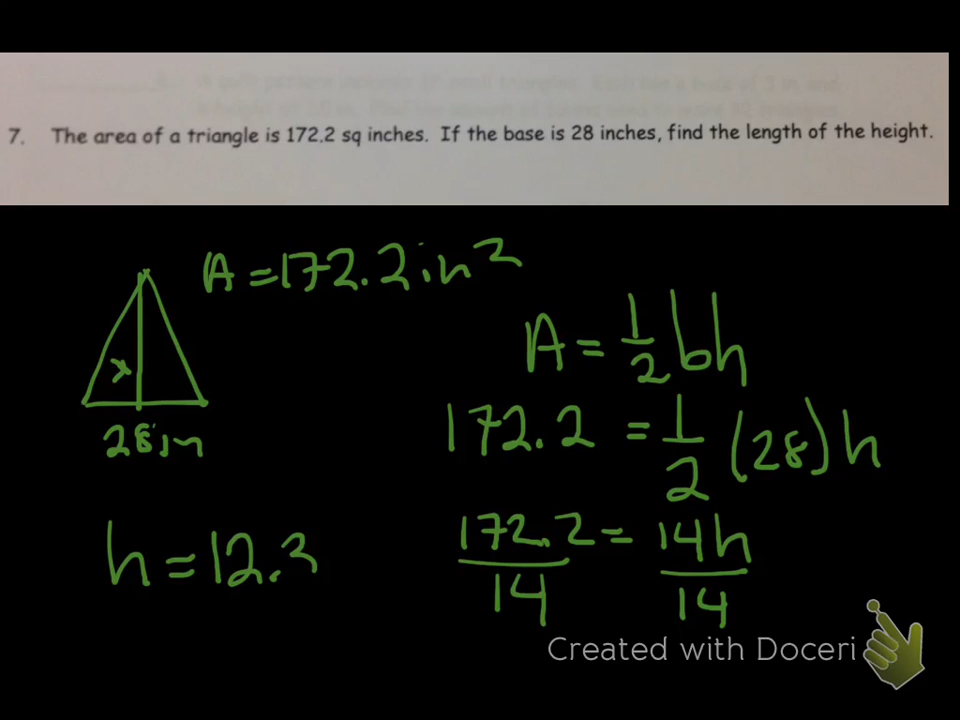 7. The area of a triangle is 172.2 sq inches. If the base is 28 inches, find the length of the height.
A = 172.2 in²
A = 1/2 bh
x
28 in
172.2 = 1/2 (28) h
172.2/14 = 14h/14
h = 12.3
Created with Doceri